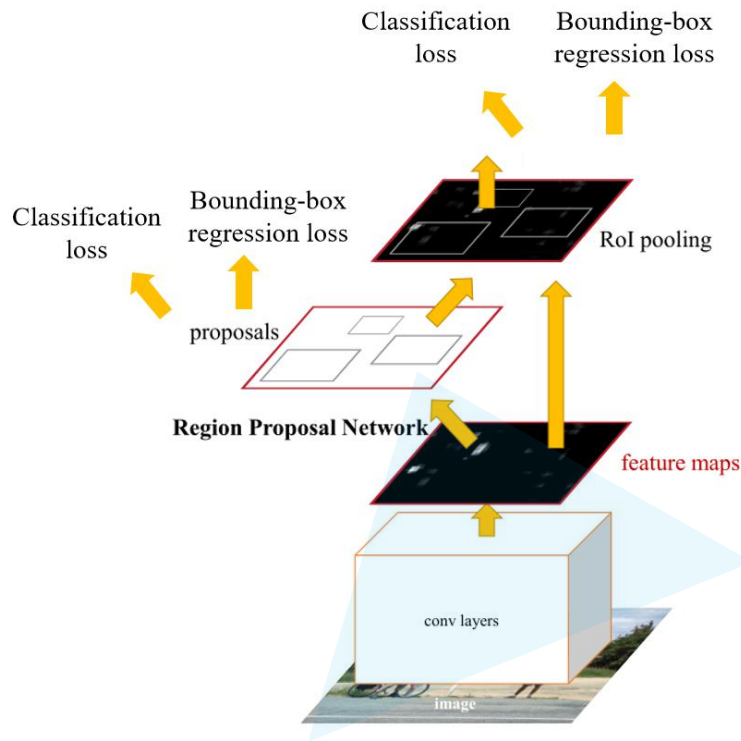 Classification
loss
Bounding-box
regression loss
Classification
loss
Bounding-box
regression loss
RoI pooling
proposals
Region Proposal Network
feature maps
conv layers
image